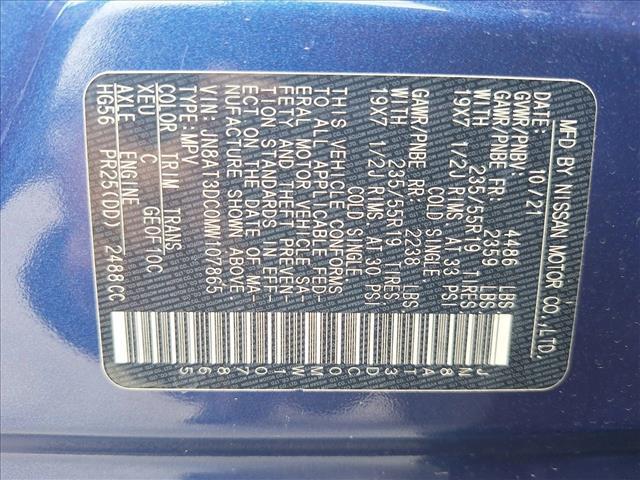 MFD BY NISSAN MOTOR CO.,LTD.
DATE: 10/21
GVWR/PNBV: 4486 LBS.
GAWR/PNBE FR: 2359 LBS.
WITH 235/55R19 TIRES
19X7 1/2J RIMS, AT 33 PSI
COLD SINGLE
GAWR/PNBE RR: 2238 LBS.
WITH 235/55R19 TIRES
19X7 1/2J RIMS, AT 30 PSI
COLD SINGLE
THIS VEHICLE CONFORMS
TO ALL APPLICABLE FED-
ERAL MOTOR VEHICLE SA-
FETY AND THEFT PREVEN-
TION STANDARDS IN EFF-
ECT ON THE DATE OF MA-
NUFACTURE SHOWN ABOVE
VIN: JN8AT3DC0MW107865
TYPE:MPV
COLOR TRIM TRANS
XEU C GE0F10C
AXLE ENGINE
HG56 PR25(DD) 2488CC
JN8AT3DC0MW107865